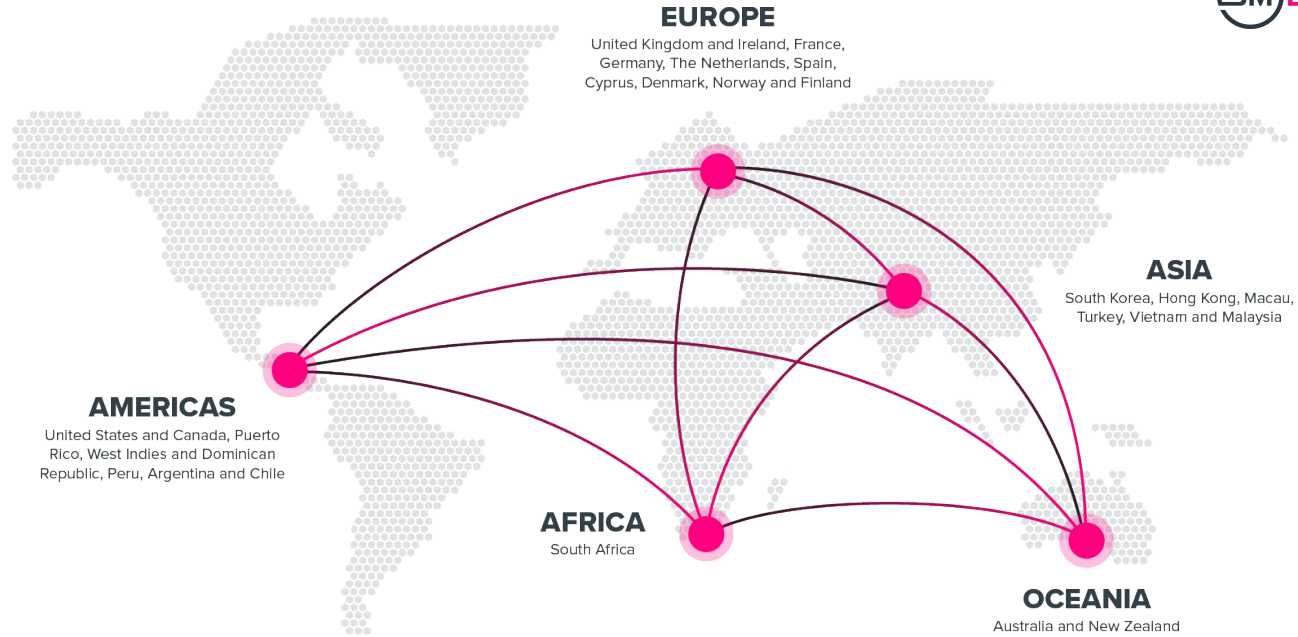 EUROPE
United Kingdom and Ireland, France,
Germany, The Netherlands, Spain,
Cyprus, Denmark, Norway and Finland
ASIA
South Korea, Hong Kong, Macau,
Turkey, Vietnam and Malaysia
AMERICAS
United States and Canada, Puerto
Rico, West Indies and Dominican
Republic, Peru, Argentina and Chile
AFRICA
South Africa
OCEANIA
Australia and New Zealand